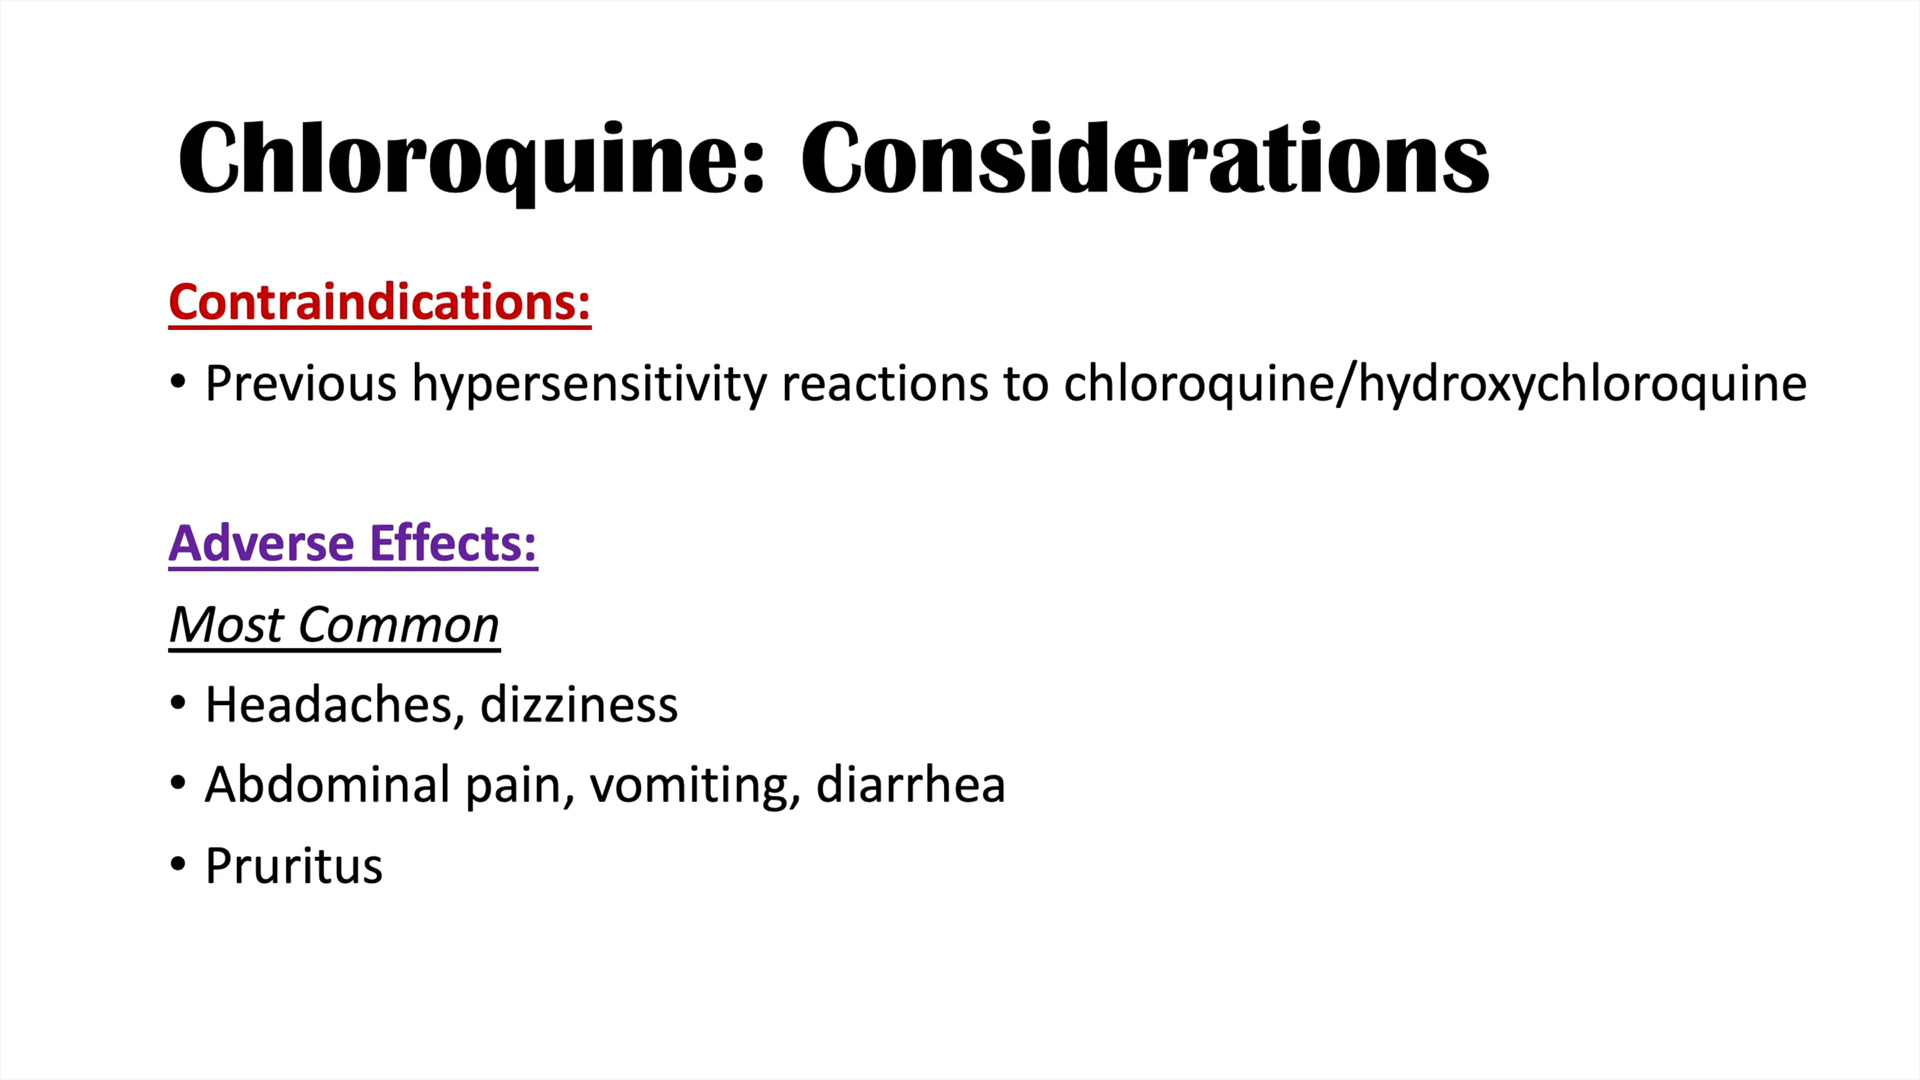 Chloroquine: Considerations
Contraindications:
• Previous hypersensitivity reactions to chloroquine/hydroxychloroquine
Adverse Effects:
Most Common
• Headaches, dizziness
• Abdominal pain, vomiting, diarrhea
• Pruritus